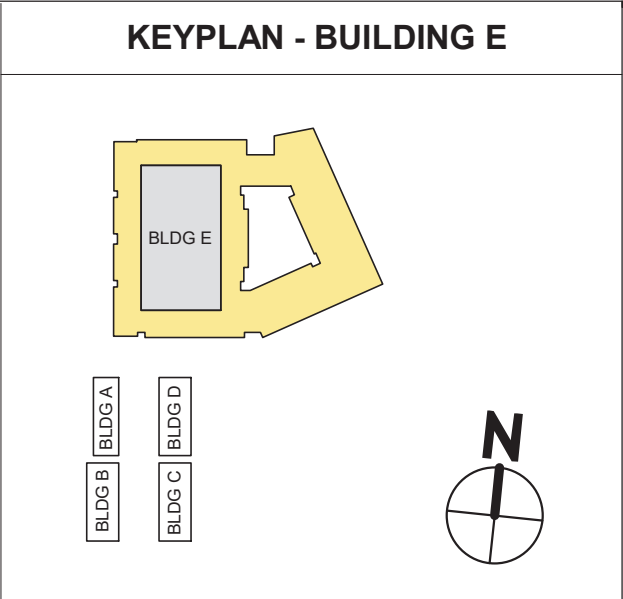 KEYPLAN - BUILDING E
BLDG E
BLDG A
BLDG D
BLDG B
BLDG C
N